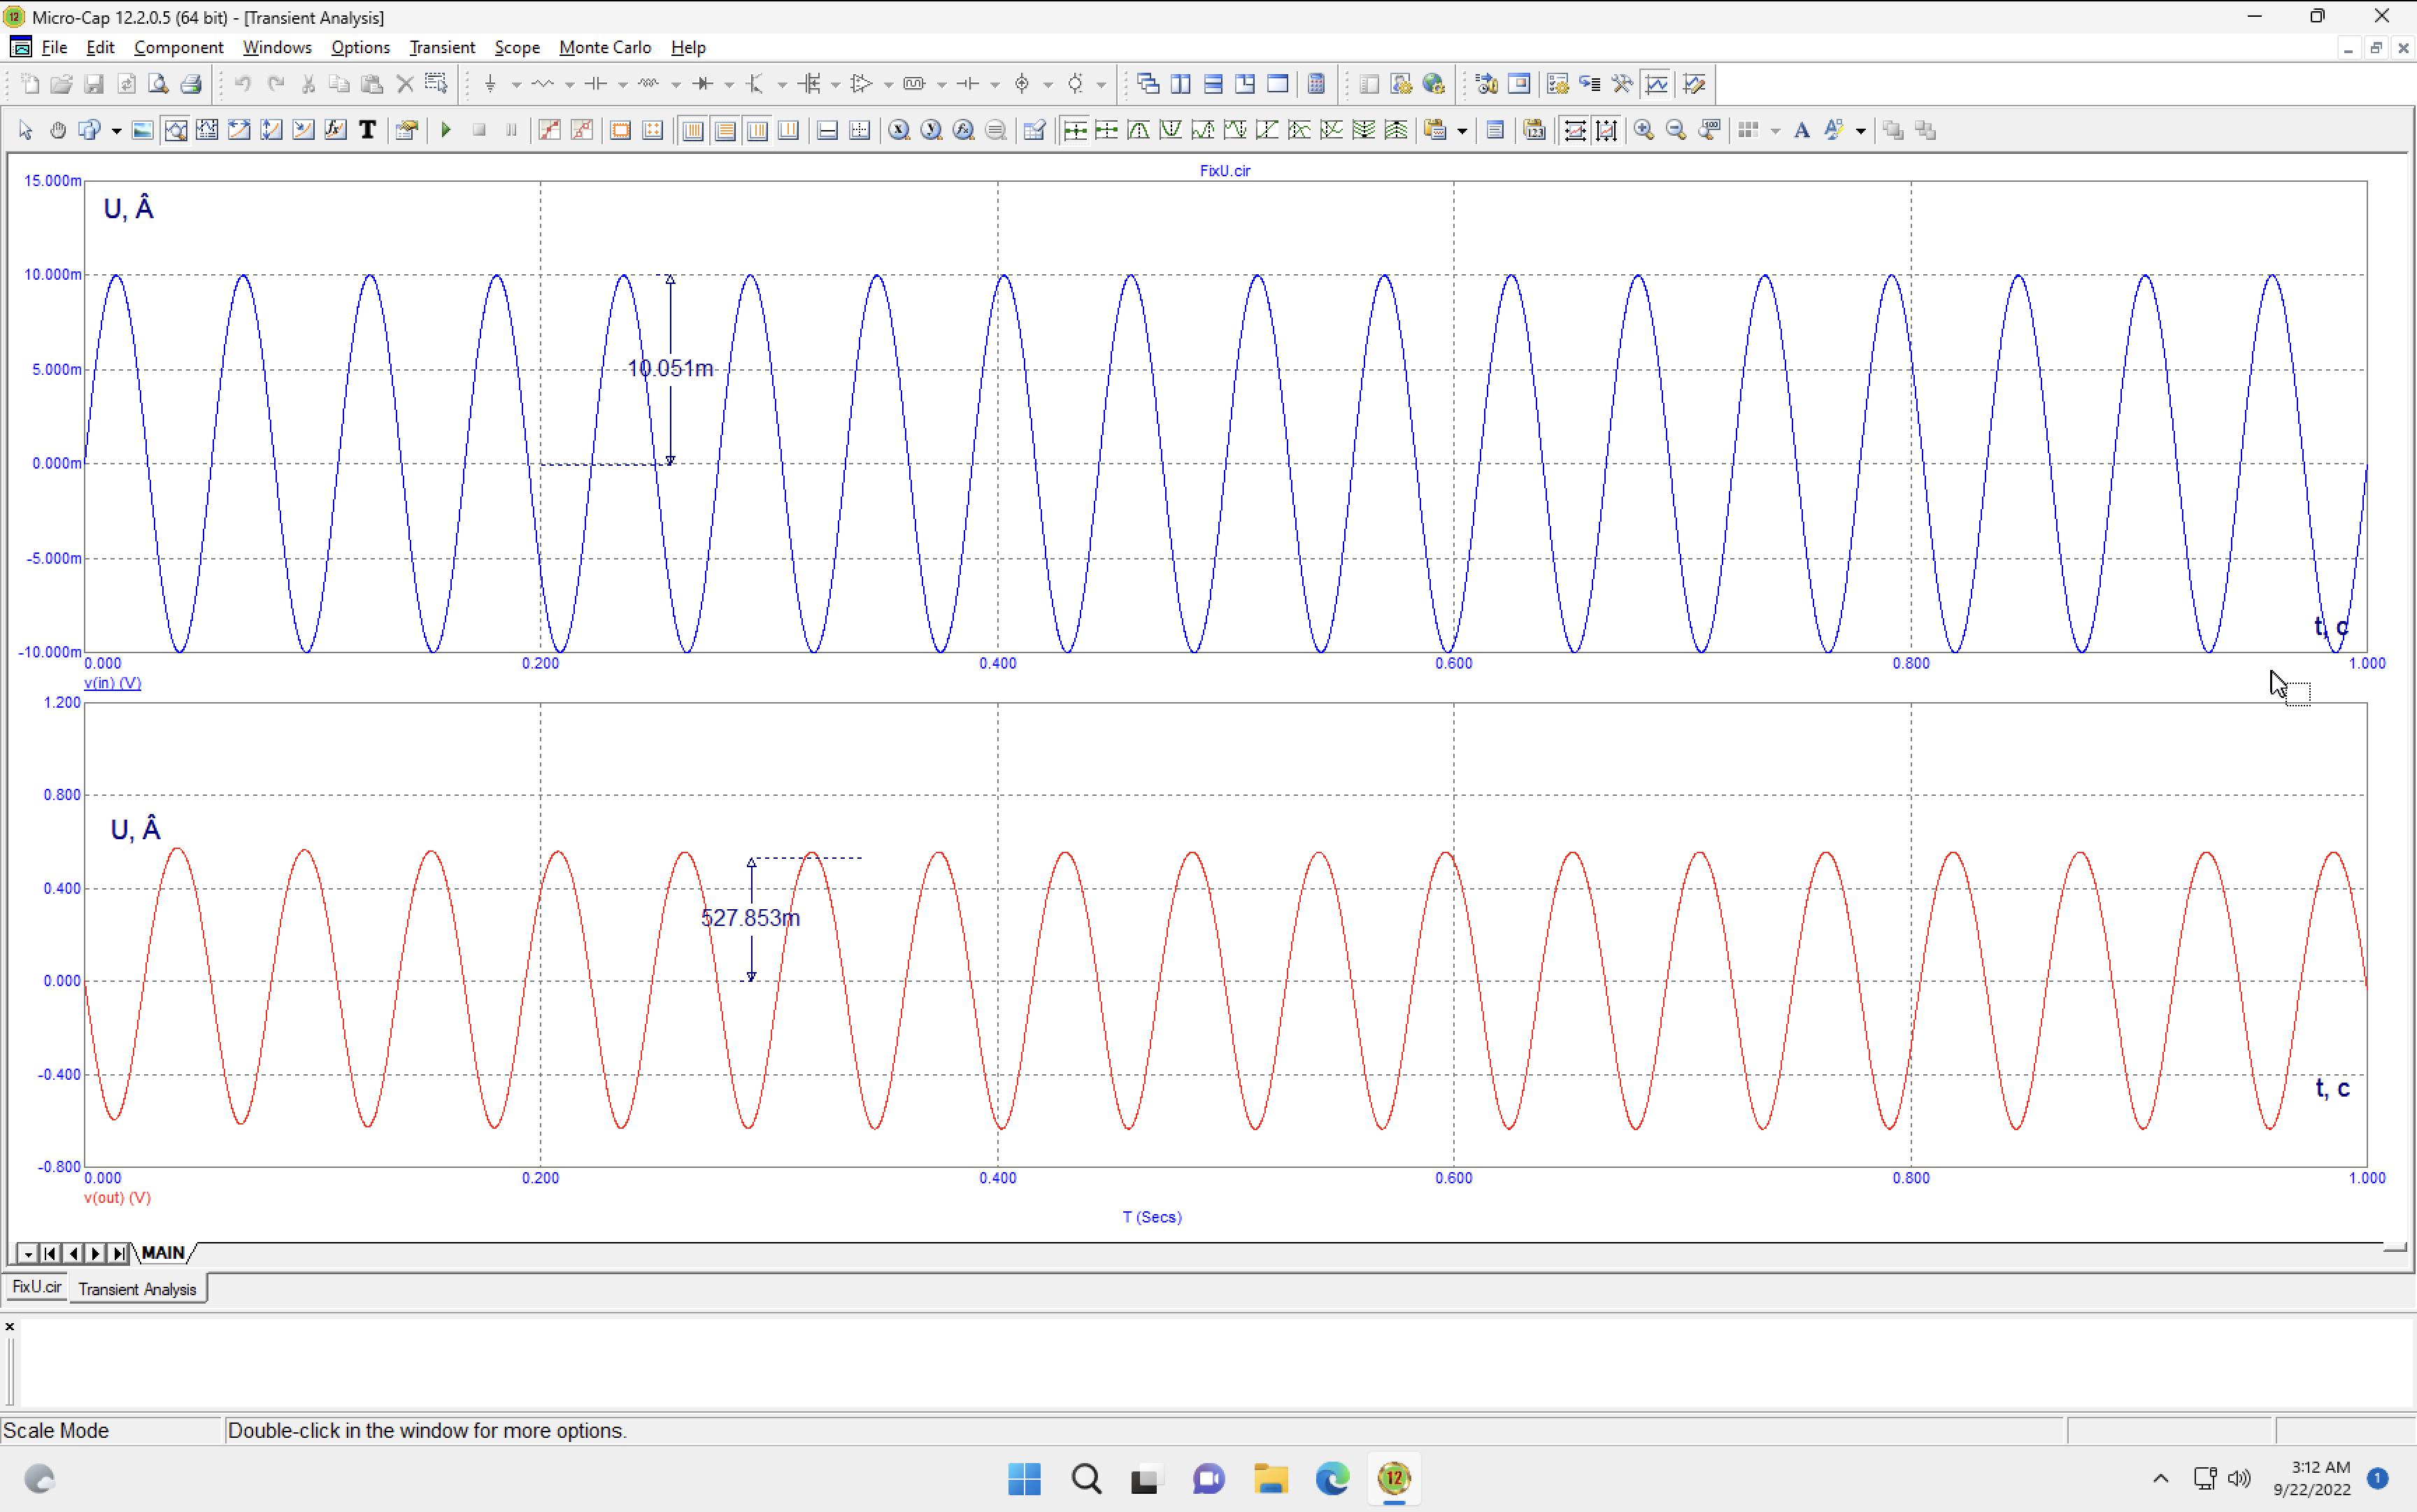 Micro-Cap 12.2.0.5 (64 bit) - [Transient Analysis]
File Edit Component Windows Options Transient Scope Monte Carlo Help
FixU.cir
15.000m
U, Â
10.000m
10.051m
5.000m
0.000m
-5.000m
t, c
-10.000m
0.000 0.200 0.400 0.600 0.800 1.000
v(in) (V)
1.200
0.800
U, Â
0.400
527.853m
0.000
-0.400
t, c
-0.800
0.000 0.200 0.400 0.600 0.800 1.000
v(out) (V)
T (Secs)
MAIN
FixU.cir Transient Analysis
Scale Mode Double-click in the window for more options.
12
3:12 AM
9/22/2022
1